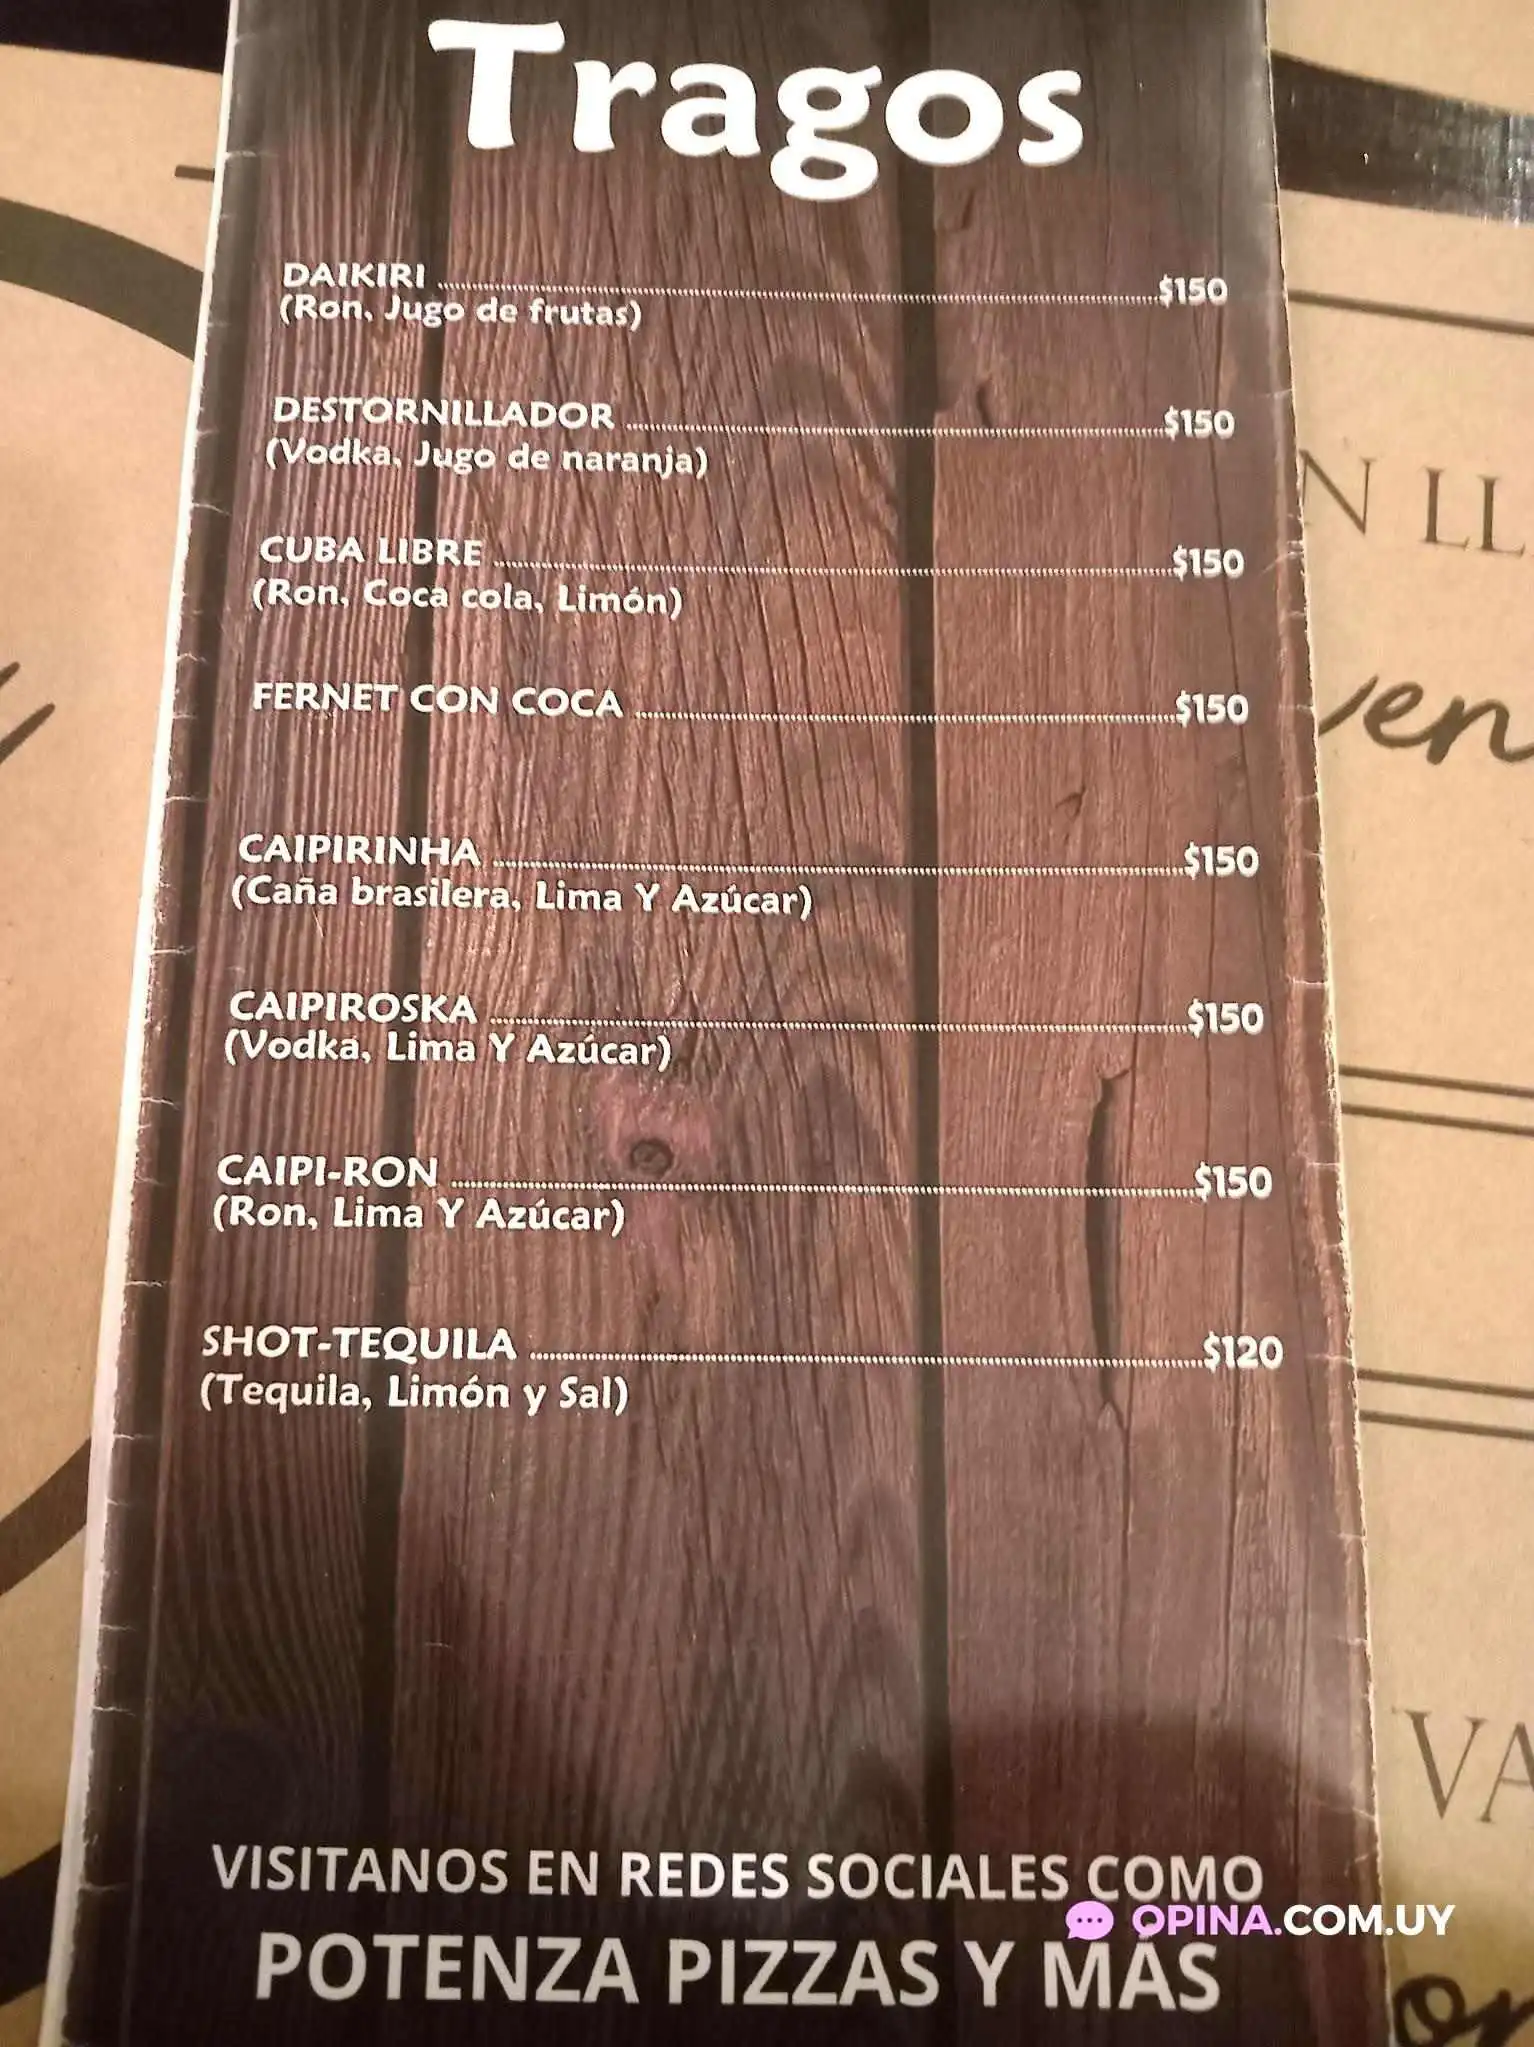 Tragos
DAIKIRI ........ $150
(Ron, Jugo de frutas)
DESTORNILLADOR ........ $150
(Vodka, Jugo de naranja)
CUBA LIBRE ........ $150
(Ron, Coca cola, Limón)
FERNET CON COCA ........ $150
CAIPIRINHA ........ $150
(Caña brasilera, Lima Y Azúcar)
CAIPIROSKA ........ $150
(Vodka, Lima Y Azúcar)
CAIPI-RON ........ $150
(Ron, Lima Y Azúcar)
SHOT-TEQUILA ........ $120
(Tequila, Limón y Sal)
VISITANOS EN REDES SOCIALES COMO
POTENZA PIZZAS Y MÁS
OPINA.COM.UY